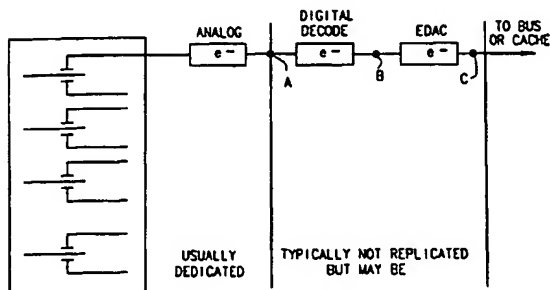 ANALOG
DIGITAL
DECODE
EDAC
TO BUS
OR CACHE
e-
e-
e-
A
B
C
USUALLY
DEDICATED
TYPICALLY NOT REPLICATED
BUT MAY BE